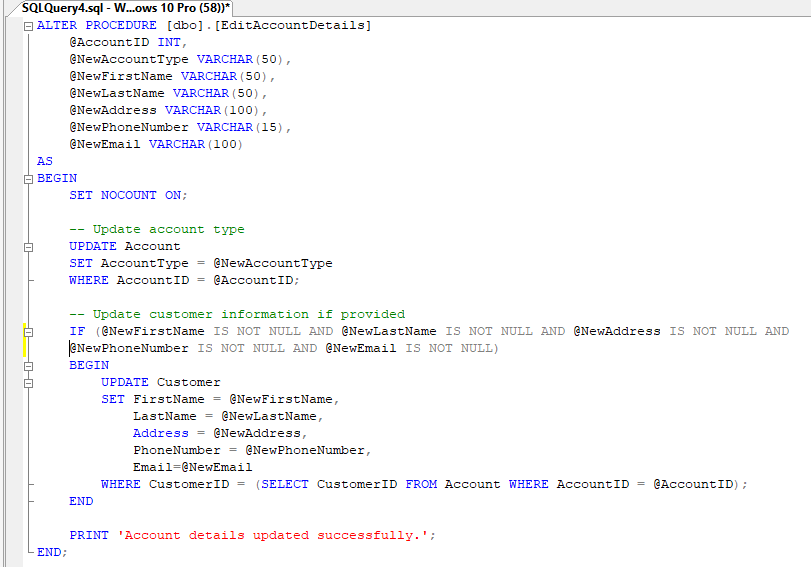 SQLQuery4.sql - W...ows 10 Pro (58))*
ALTER PROCEDURE [dbo].[EditAccountDetails]
@AccountID INT,
@NewAccountType VARCHAR(50),
@NewFirstName VARCHAR(50),
@NewLastName VARCHAR(50),
@NewAddress VARCHAR(100),
@NewPhoneNumber VARCHAR(15),
@NewEmail VARCHAR(100)
AS
BEGIN
SET NOCOUNT ON;
-- Update account type
UPDATE Account
SET AccountType = @NewAccountType
WHERE AccountID = @AccountID;
-- Update customer information if provided
IF (@NewFirstName IS NOT NULL AND @NewLastName IS NOT NULL AND @NewAddress IS NOT NULL AND
@NewPhoneNumber IS NOT NULL AND @NewEmail IS NOT NULL)
BEGIN
UPDATE Customer
SET FirstName = @NewFirstName,
LastName = @NewLastName,
Address = @NewAddress,
PhoneNumber = @NewPhoneNumber,
Email=@NewEmail
WHERE CustomerID = (SELECT CustomerID FROM Account WHERE AccountID = @AccountID);
END
PRINT 'Account details updated successfully.';
END;